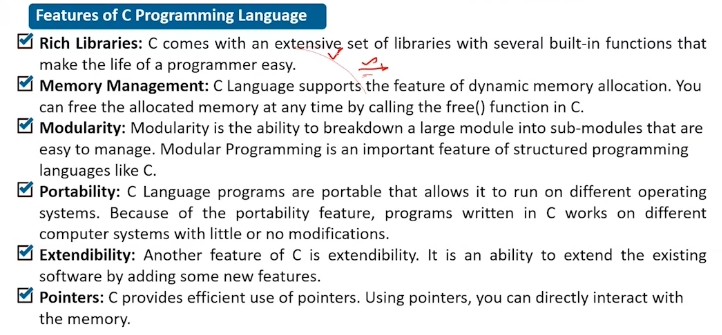 Features of C Programming Language
Rich Libraries: C comes with an extensive set of libraries with several built-in functions that
make the life of a programmer easy.
Memory Management: C Language supports the feature of dynamic memory allocation. You
can free the allocated memory at any time by calling the free() function in C.
Modularity: Modularity is the ability to breakdown a large module into sub-modules that are
easy to manage. Modular Programming is an important feature of structured programming
languages like C.
Portability: C Language programs are portable that allows it to run on different operating
systems. Because of the portability feature, programs written in C works on different
computer systems with little or no modifications.
Extendibility: Another feature of C is extendibility. It is an ability to extend the existing
software by adding some new features.
Pointers: C provides efficient use of pointers. Using pointers, you can directly interact with
the memory.